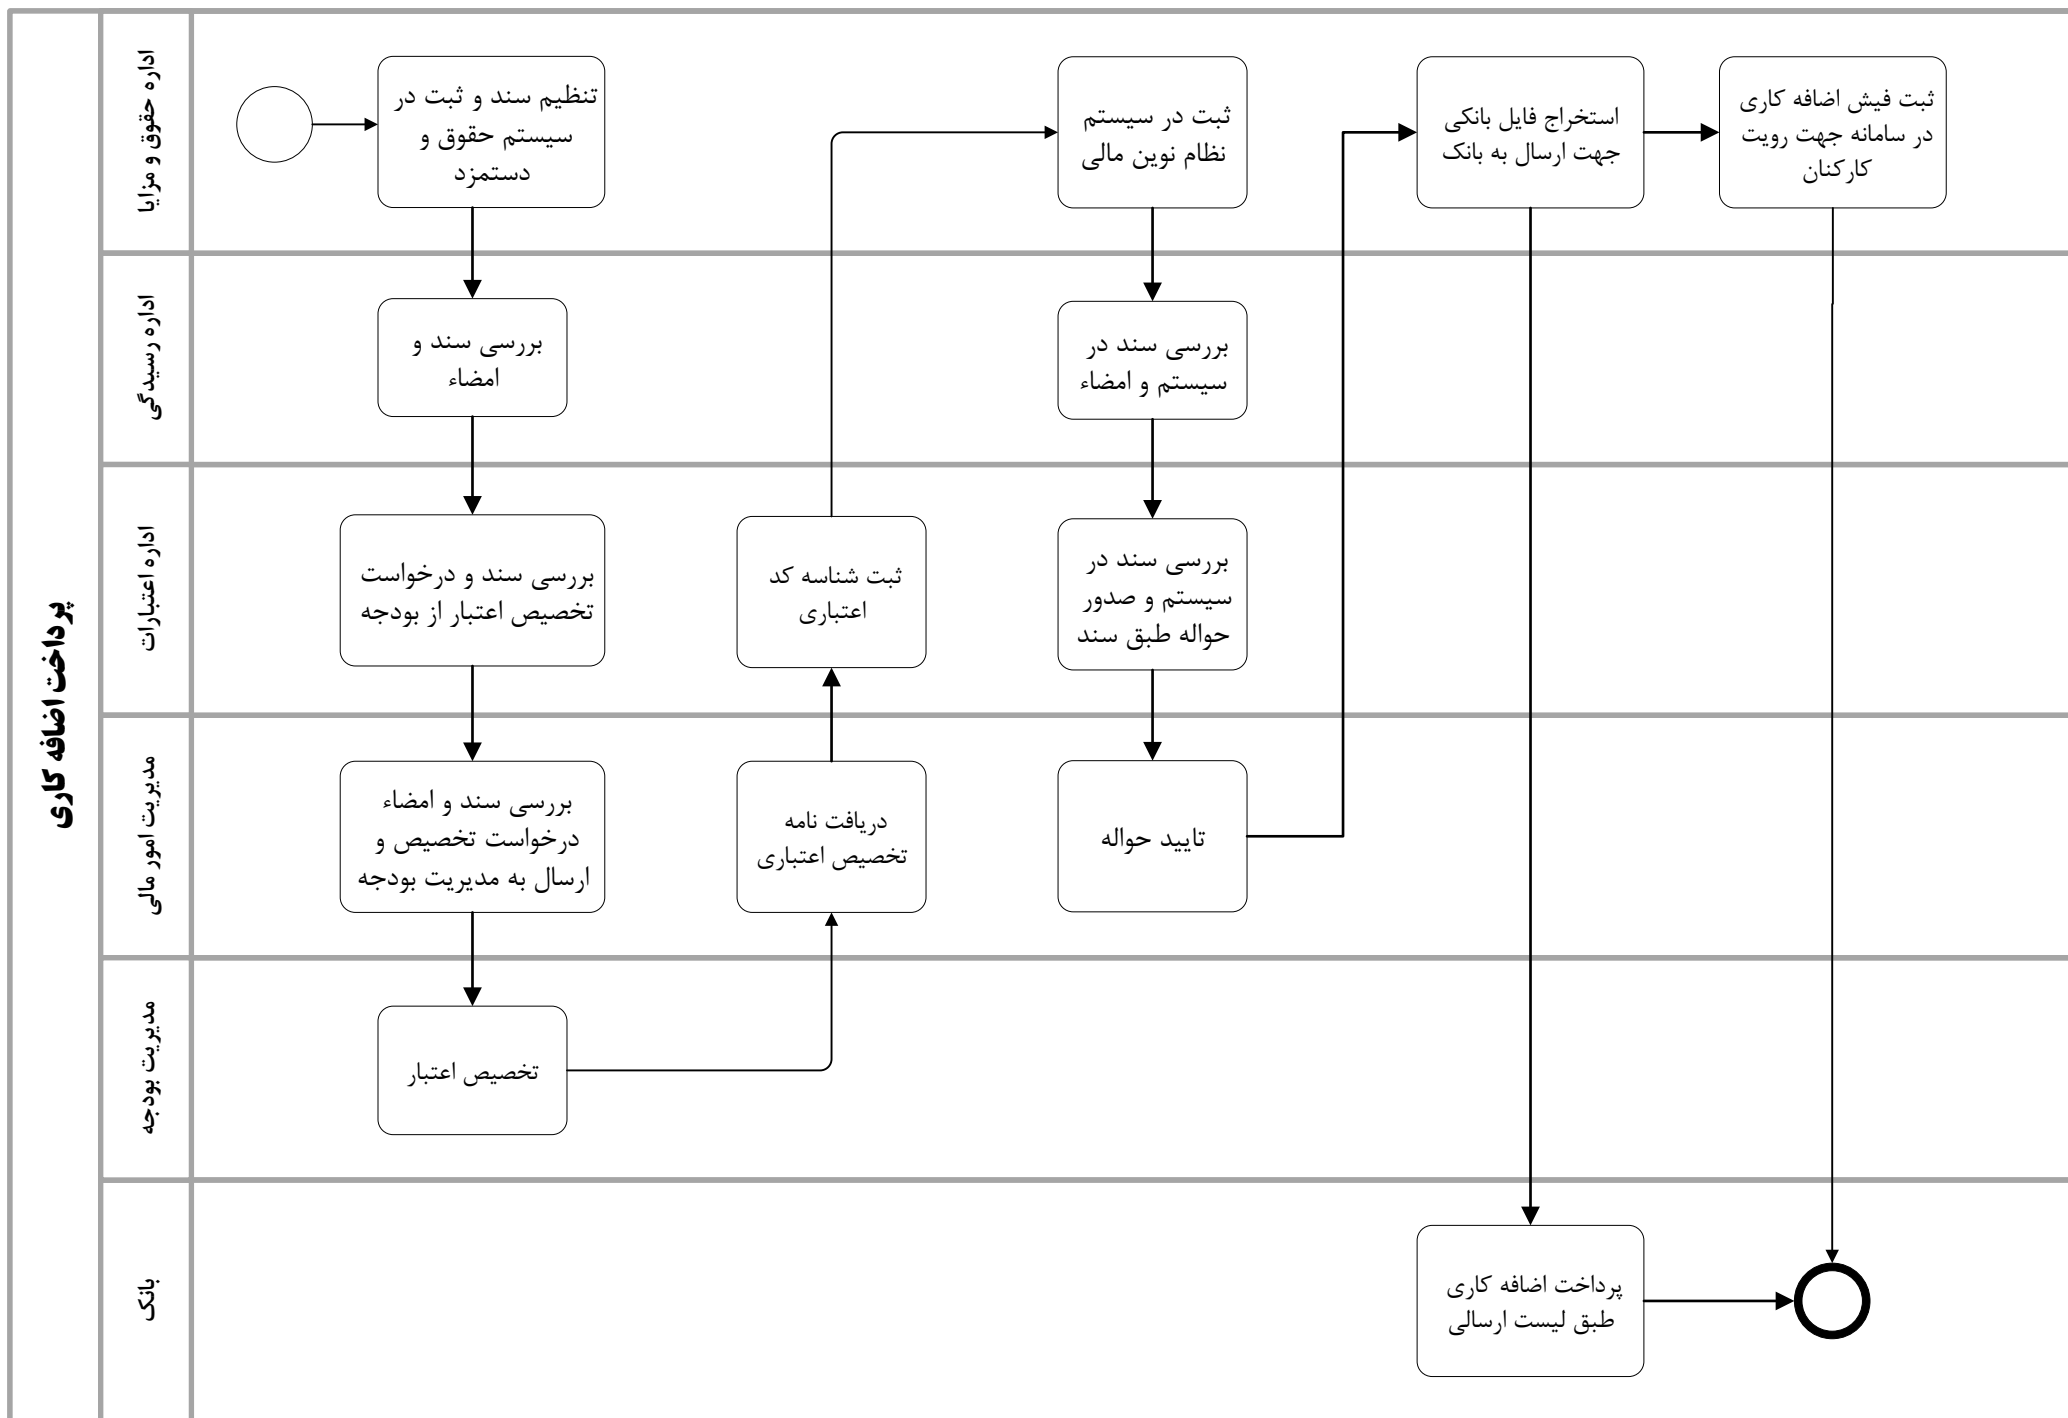 پرداخت اضافه کاری
اداره حقوق و مزایا
تنظیم سند و ثبت در
سیستم حقوق و
دستمزد
ثبت در سیستم
نظام نوین مالی
استخراج فایل بانکی
جهت ارسال به بانک
ثبت فیش اضافه کاری
در سامانه جهت رویت
کارکنان
اداره رسیدگی
بررسی سند و
امضاء
بررسی سند در
سیستم و امضاء
اداره اعتبارات
بررسی سند و درخواست
تخصیص اعتبار از بودجه
ثبت شناسه کد
اعتباری
بررسی سند در
سیستم و صدور
حواله طبق سند
مدیریت امور مالی
بررسی سند و امضاء
درخواست تخصیص و
ارسال به مدیریت بودجه
دریافت نامه
تخصیص اعتباری
تایید حواله
مدیریت بودجه
تخصیص اعتبار
بانک
پرداخت اضافه کاری
طبق لیست ارسالی